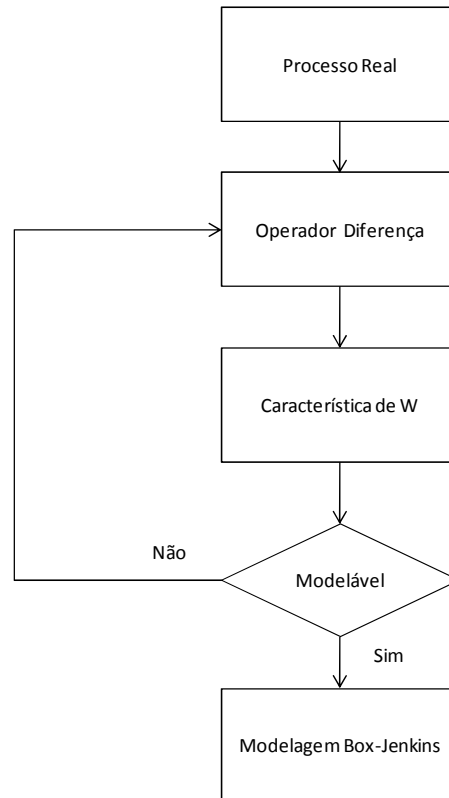 Processo Real
Operador Diferença
Característica de W
Não
Modelável
Sim
Modelagem Box-Jenkins